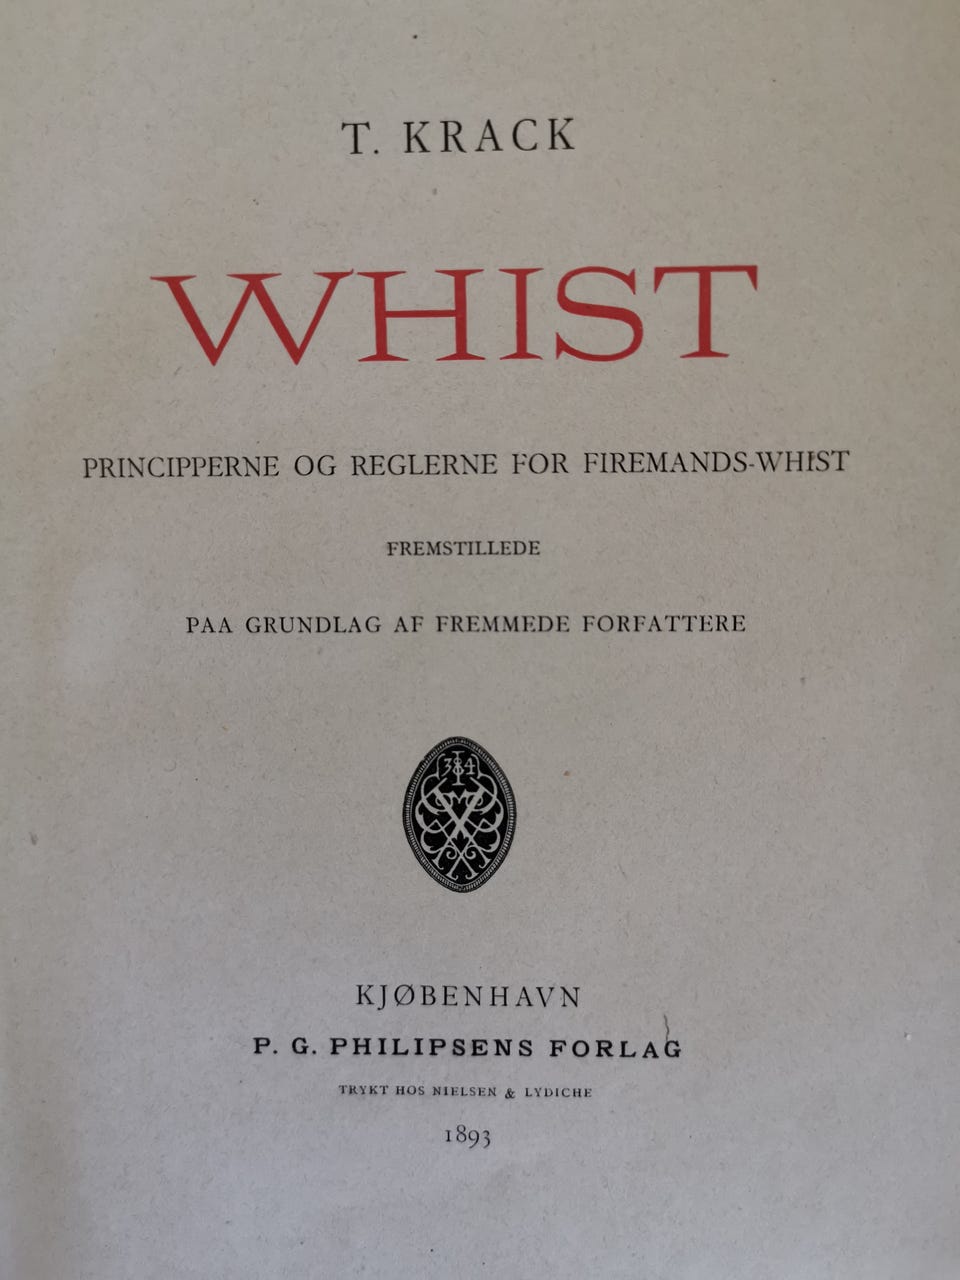 T. KRACK
WHIST
PRINCIPPERNE OG REGLERNE FOR FIREMANDS-WHIST
FREMSTILLEDE
PAA GRUNDLAG AF FREMMEDE FORFATTERE
KJØBENHAVN
P. G. PHILIPSENS FORLAG
TRYKT HOS NIELSEN & LYDICHE
1893